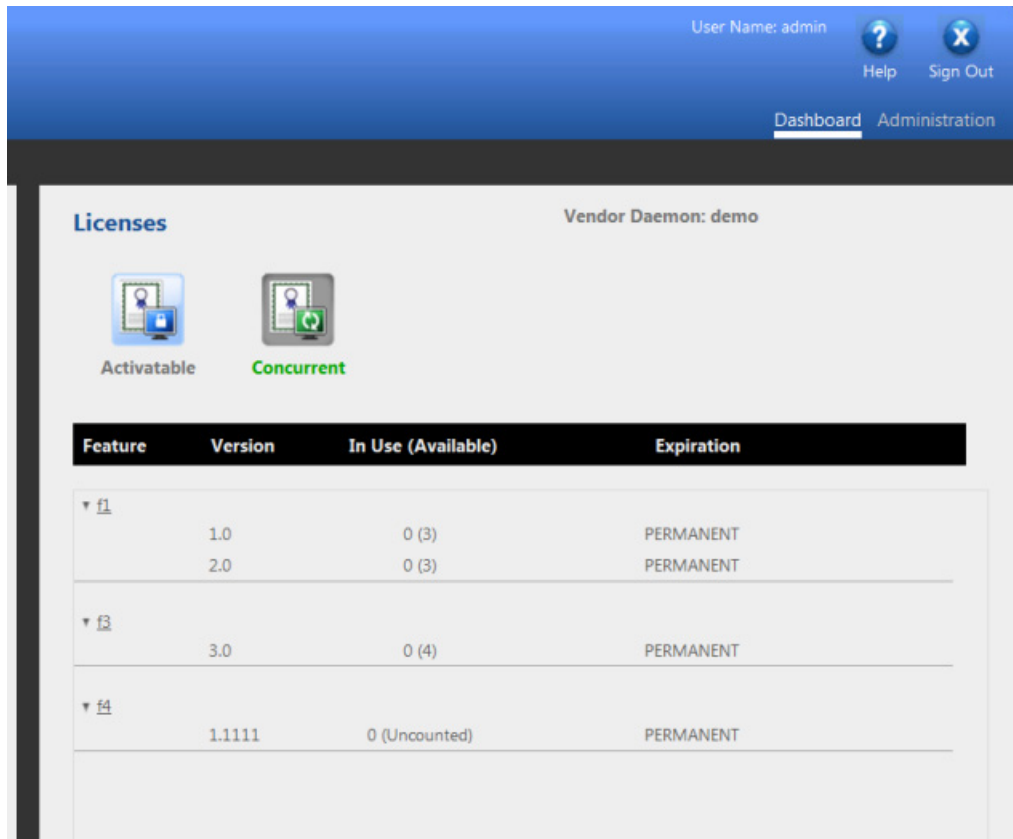 User Name: admin
Help
Sign Out
Dashboard Administration
Licenses
Vendor Daemon: demo
Activatable
Concurrent
Feature Version In Use (Available) Expiration
f1
1.0 0 (3) PERMANENT
2.0 0 (3) PERMANENT
f3
3.0 0 (4) PERMANENT
f4
1.1111 0 (Uncounted) PERMANENT